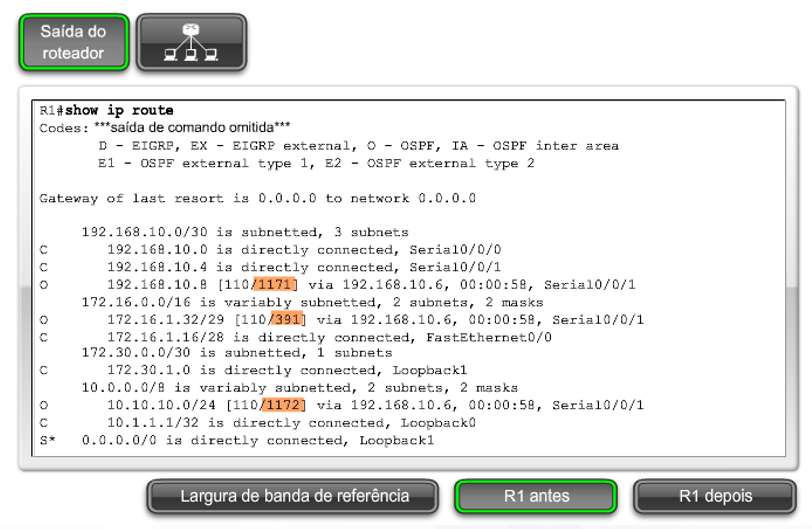 Saída do
roteador
R1#show ip route
Codes: ***saída de comando omitida***
D - EIGRP, EX - EIGRP external, O - OSPF, IA - OSPF inter area
E1 - OSPF external type 1, E2 - OSPF external type 2
Gateway of last resort is 0.0.0.0 to network 0.0.0.0
192.168.10.0/30 is subnetted, 3 subnets
C 192.168.10.0 is directly connected, Serial0/0/0
C 192.168.10.4 is directly connected, Serial0/0/1
O 192.168.10.8 [110/1171] via 192.168.10.6, 00:00:58, Serial0/0/1
172.16.0.0/16 is variably subnetted, 2 subnets, 2 masks
O 172.16.1.32/29 [110/391] via 192.168.10.6, 00:00:58, Serial0/0/1
C 172.16.1.16/28 is directly connected, FastEthernet0/0
172.30.0.0/30 is subnetted, 1 subnets
C 172.30.1.0 is directly connected, Loopback1
10.0.0.0/8 is variably subnetted, 2 subnets, 2 masks
O 10.10.10.0/24 [110/1172] via 192.168.10.6, 00:00:58, Serial0/0/1
C 10.1.1.1/32 is directly connected, Loopback0
S* 0.0.0.0/0 is directly connected, Loopback1
Largura de banda de referência R1 antes R1 depois